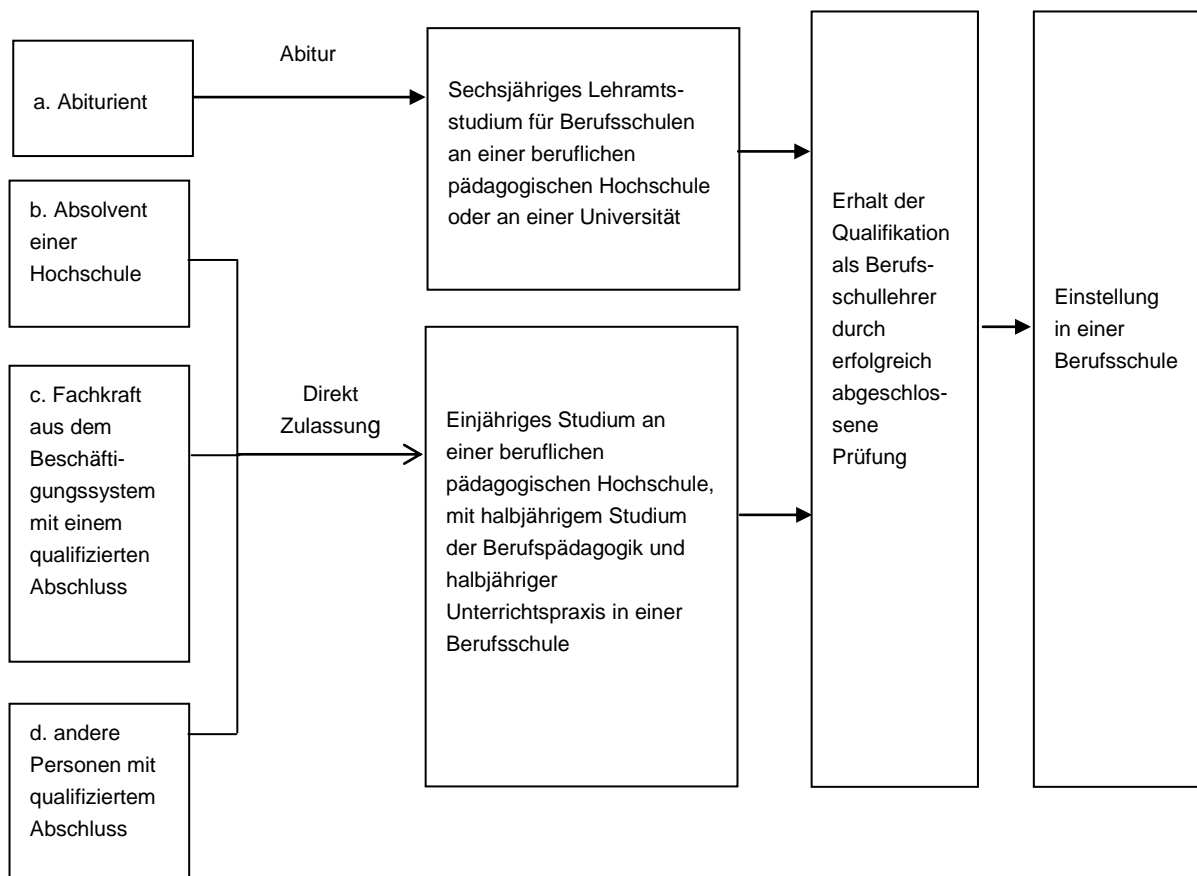 a. Abiturient
Abitur
Sechsjähriges Lehramts-
studium für Berufsschulen
an einer beruflichen
pädagogischen Hochschule
oder an einer Universität
b. Absolvent
einer
Hochschule
c. Fachkraft
aus dem
Beschäfti-
gungssystem
mit einem
qualifizierten
Abschluss
d. andere
Personen mit
qualifiziertem
Abschluss
Direkt
Zulassung
Einjähriges Studium an
einer beruflichen
pädagogischen Hochschule,
mit halbjährigem Studium
der Berufspädagogik und
halbjähriger
Unterrichtspraxis in einer
Berufsschule
Erhalt der
Qualifikation
als Berufs-
schullehrer
durch
erfolgreich
abgeschlos-
sene
Prüfung
Einstellung
in einer
Berufsschule